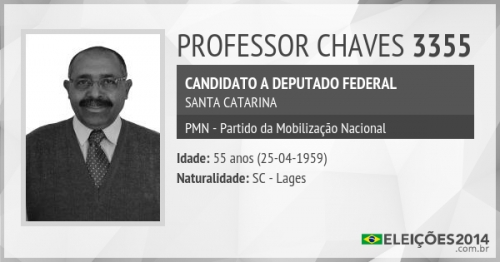 PROFESSOR CHAVES 3355
CANDIDATO A DEPUTADO FEDERAL
SANTA CATARINA
PMN - Partido da Mobilização Nacional
Idade: 55 anos (25-04-1959)
Naturalidade: SC - Lages
ELEIÇÕES2014
.com.br